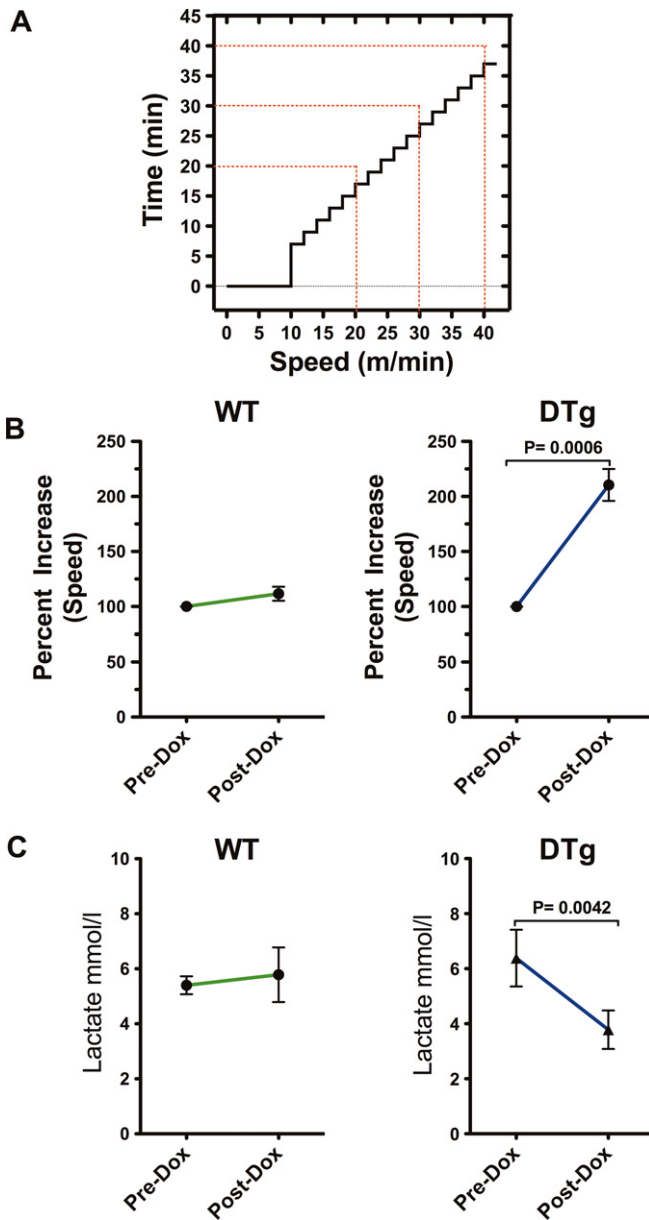 A
45
40
35
30
25
20
15
10
5
0
Time (min)
0 5 10 15 20 25 30 35 40
Speed (m/min)
B
WT
250
200
150
100
50
0
Percent Increase
(Speed)
Pre-Dox
Post-Dox
DTg
P= 0.0006
250
200
150
100
50
0
Percent Increase
(Speed)
Pre-Dox
Post-Dox
C
WT
10
8
6
4
2
0
Lactate mmol/l
Pre-Dox
Post-Dox
DTg
P= 0.0042
10
8
6
4
2
0
Lactate mmol/l
Pre-Dox
Post-Dox